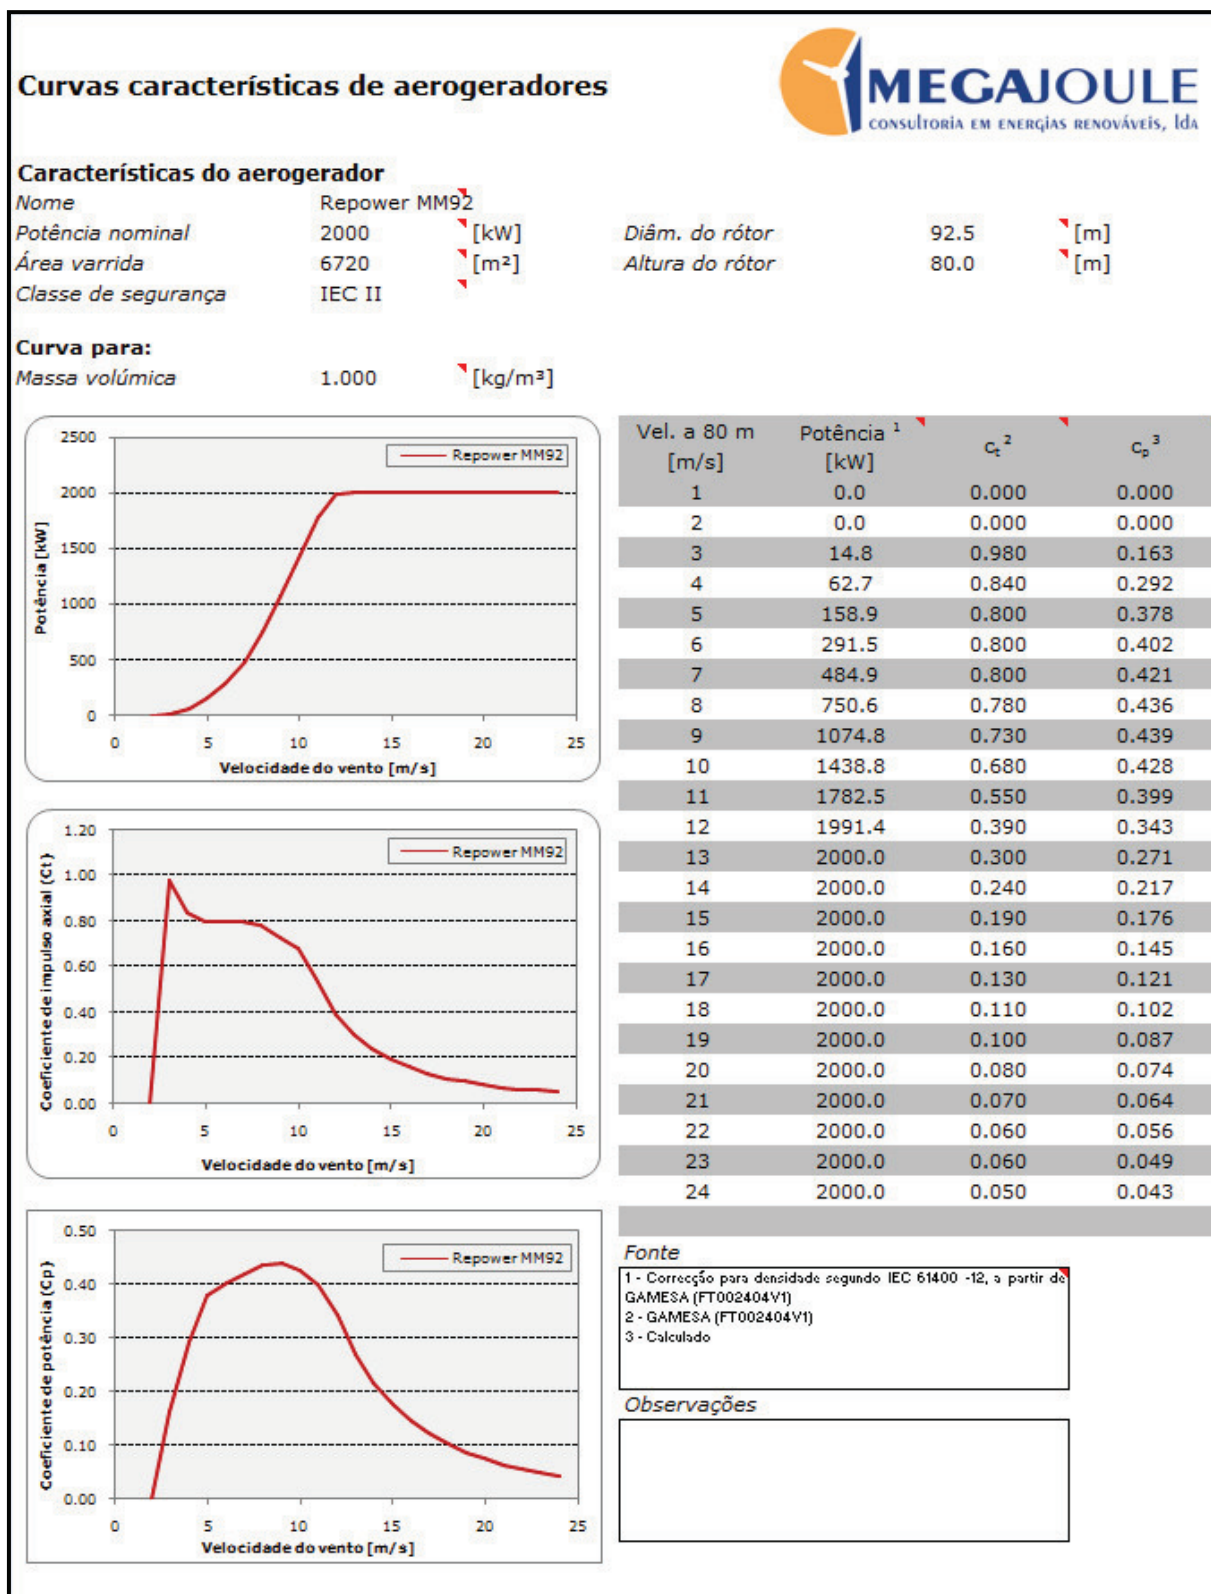 Curvas características de aerogeradores
MEGAJOULE
CONSULTORIA EM ENERGIAS RENOVÁVEIS, lda
Características do aerogerador
Nome Repower MM92
Potência nominal 2000 [kW] Diâm. do rótor 92.5 [m]
Área varrida 6720 [m²] Altura do rótor 80.0 [m]
Classe de segurança IEC II
Curva para:
Massa volúmica 1.000 [kg/m³]
2500
2000
1500
1000
500
0
Potência [kW]
Repower MM92
0 5 10 15 20 25
Velocidade do vento [m/s]
1.20
1.00
0.80
0.60
0.40
0.20
0.00
Coeficiente de impulso axial (Ct)
Repower MM92
0 5 10 15 20 25
Velocidade do vento [m/s]
0.50
0.40
0.30
0.20
0.10
0.00
Coeficiente de potência (Cp)
Repower MM92
0 5 10 15 20 25
Velocidade do vento [m/s]
Vel. a 80 m Potência ¹ cₜ² cₚ³
[m/s] [kW]
1 0.0 0.000 0.000
2 0.0 0.000 0.000
3 14.8 0.980 0.163
4 62.7 0.840 0.292
5 158.9 0.800 0.378
6 291.5 0.800 0.402
7 484.9 0.800 0.421
8 750.6 0.780 0.436
9 1074.8 0.730 0.439
10 1438.8 0.680 0.428
11 1782.5 0.550 0.399
12 1991.4 0.390 0.343
13 2000.0 0.300 0.271
14 2000.0 0.240 0.217
15 2000.0 0.190 0.176
16 2000.0 0.160 0.145
17 2000.0 0.130 0.121
18 2000.0 0.110 0.102
19 2000.0 0.100 0.087
20 2000.0 0.080 0.074
21 2000.0 0.070 0.064
22 2000.0 0.060 0.056
23 2000.0 0.060 0.049
24 2000.0 0.050 0.043
Fonte
1 - Correcção para densidade segundo IEC 61400 -12, a partir de
GAMESA (FT002404V1)
2 - GAMESA (FT002404V1)
3 - Calculado
Observações